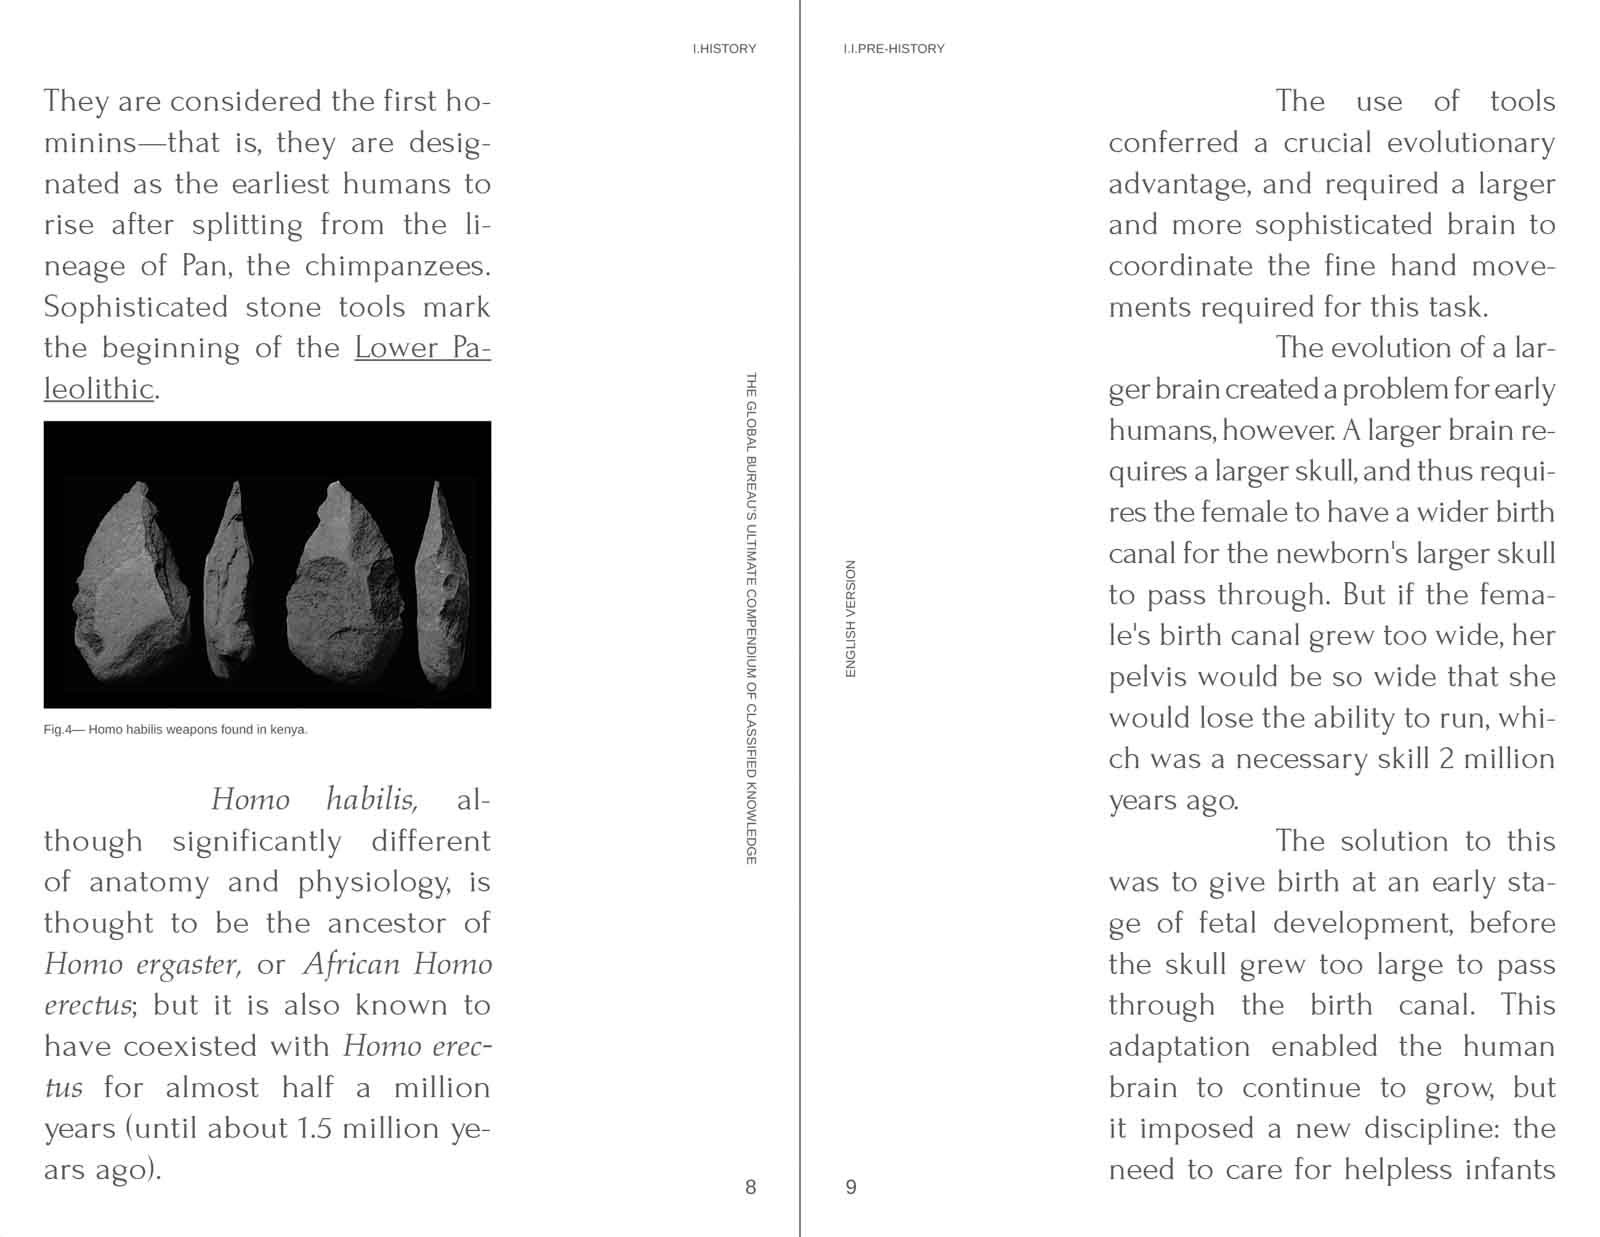 I.HISTORY
They are considered the first ho-
minins—that is, they are desig-
nated as the earliest humans to
rise after splitting from the li-
neage of Pan, the chimpanzees.
Sophisticated stone tools mark
the beginning of the Lower Pa-
leolithic.
Fig.4— Homo habilis weapons found in kenya.
Homo habilis, al-
though significantly different
of anatomy and physiology, is
thought to be the ancestor of
Homo ergaster, or African Homo
erectus; but it is also known to
have coexisted with Homo erec-
tus for almost half a million
years (until about 1.5 million ye-
ars ago).
THE GLOBAL BUREAU'S ULTIMATE COMPENDIUM OF CLASSIFIED KNOWLEDGE
8
I.I.PRE-HISTORY
ENGLISH VERSION
The use of tools
conferred a crucial evolutionary
advantage, and required a larger
and more sophisticated brain to
coordinate the fine hand move-
ments required for this task.
The evolution of a lar-
ger brain created a problem for early
humans, however. A larger brain re-
quires a larger skull, and thus requi-
res the female to have a wider birth
canal for the newborn's larger skull
to pass through. But if the fema-
le's birth canal grew too wide, her
pelvis would be so wide that she
would lose the ability to run, whi-
ch was a necessary skill 2 million
years ago.
The solution to this
was to give birth at an early sta-
ge of fetal development, before
the skull grew too large to pass
through the birth canal. This
adaptation enabled the human
brain to continue to grow, but
it imposed a new discipline: the
need to care for helpless infants
9